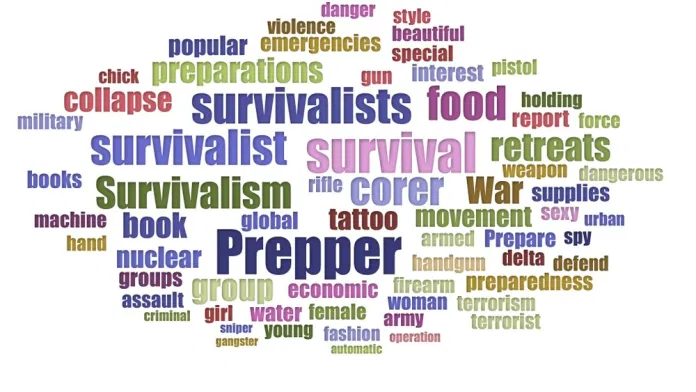 danger
violence
style
popular
emergencies
beautiful
special
chick
preparations
gun
interest
pistol
collapse
survivalists
food
holding
military
report
force
survivalist
survival
retreats
books
Survivalism
rifle
corer
War
weapon
dangerous
supplies
machine
book
global
tattoo
movement
sexy
urban
hand
Prepper
armed
Prepare
spy
nuclear
handgun
delta
defend
groups
group
economic
firearm
preparedness
assault
woman
terrorism
criminal
girl
water
female
army
terrorist
sniper
young
fashion
operation
gangster
automatic